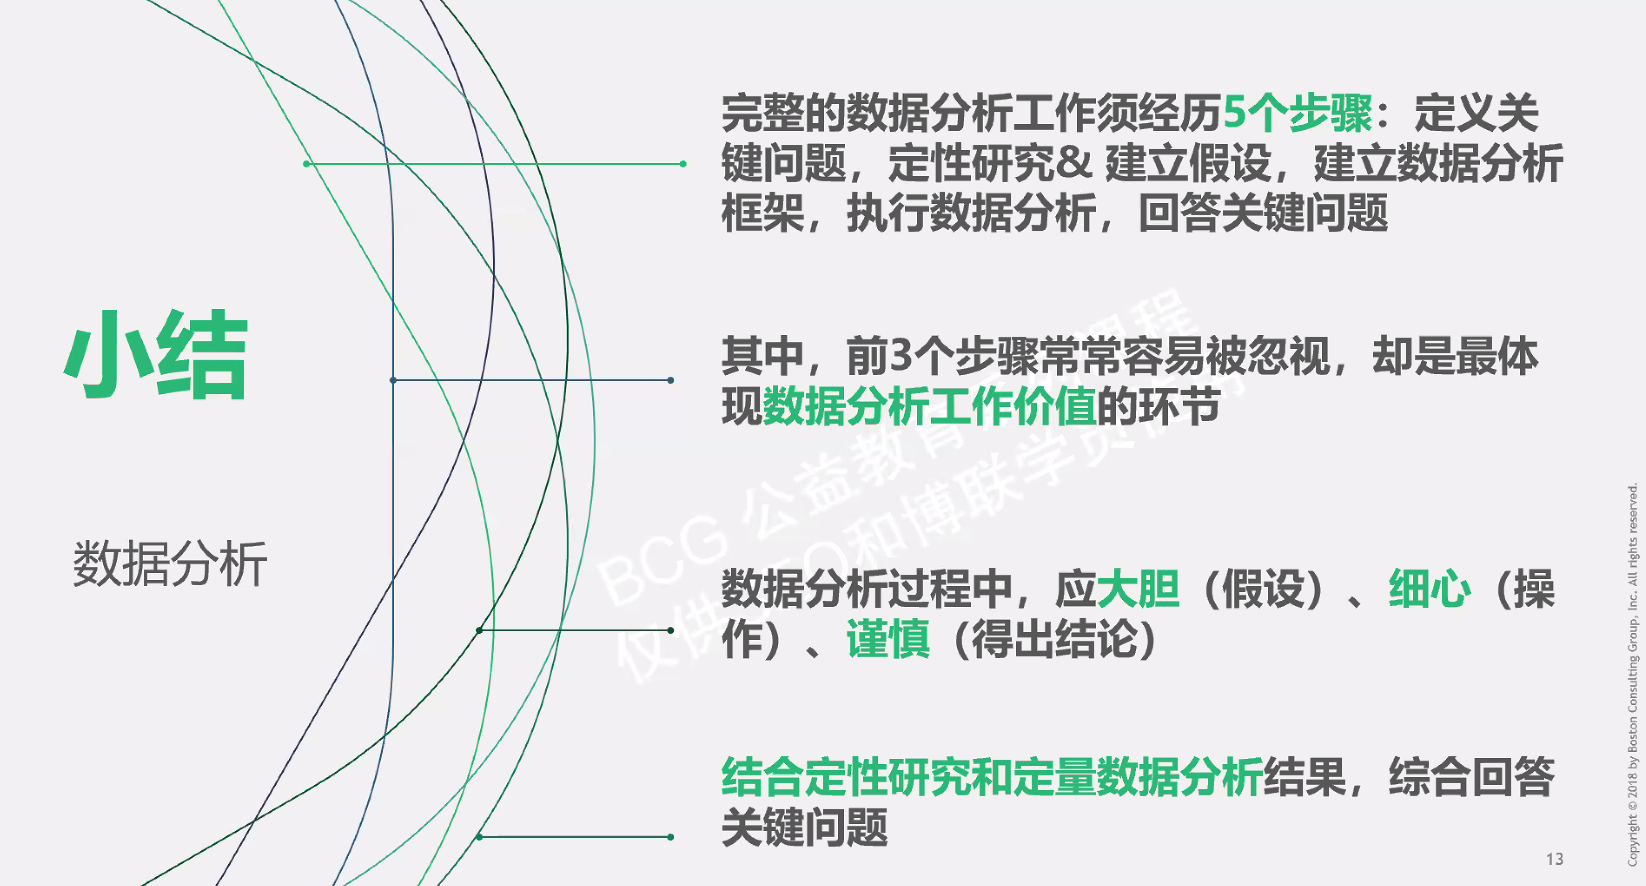 小结
数据分析
完整的数据分析工作须经历5个步骤：定义关
键问题，定性研究& 建立假设，建立数据分析
框架，执行数据分析，回答关键问题
其中，前3个步骤常常容易被忽视，却是最体
现数据分析工作价值的环节
数据分析过程中，应大胆（假设）、细心（操
作）、谨慎（得出结论）
结合定性研究和定量数据分析结果，综合回答
关键问题
13
Copyright © 2018 by Boston Consulting Group, Inc. All rights reserved.
BCG 公益教育
和博联学员